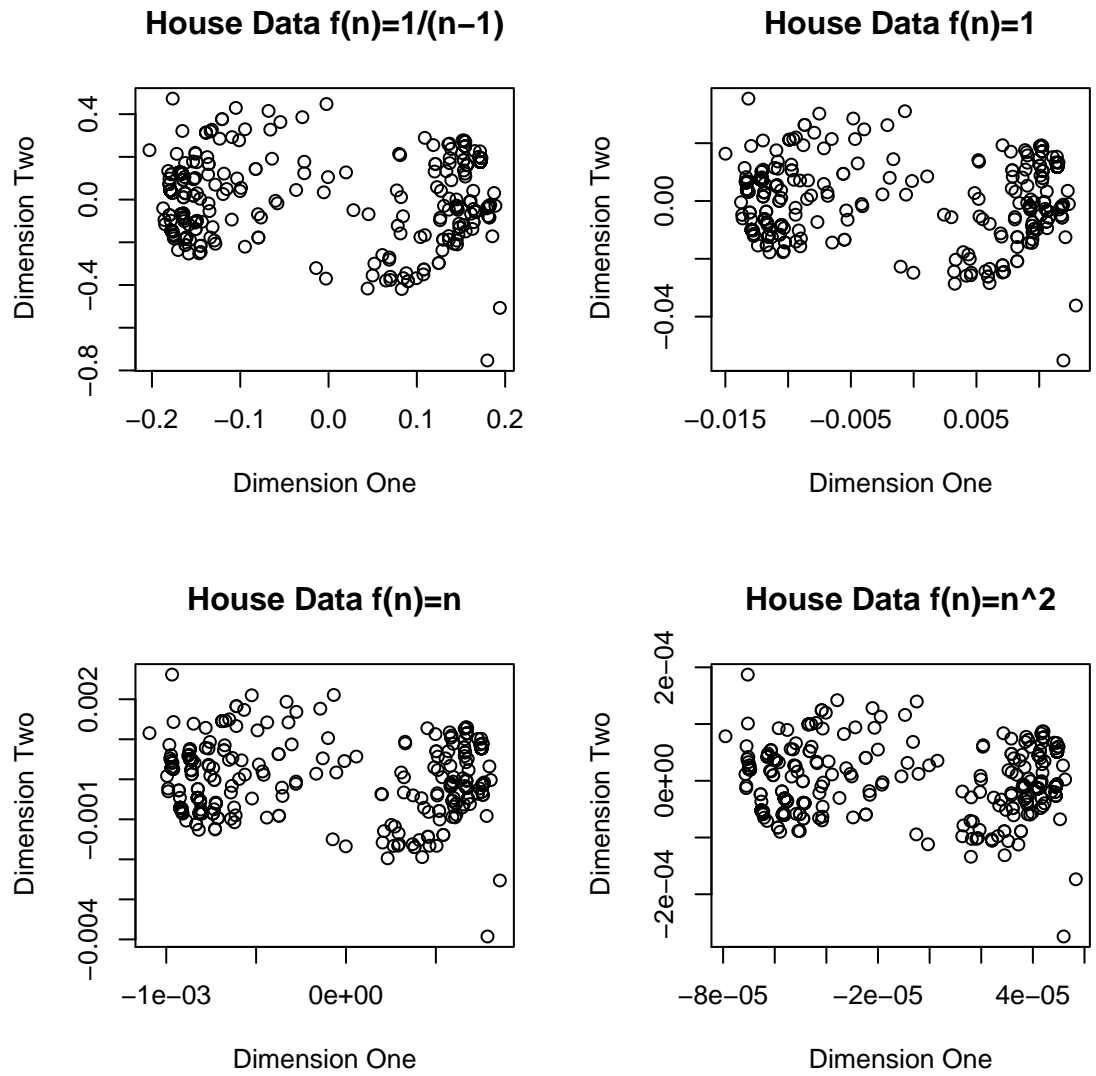 House Data f(n)=1/(n−1)
Dimension Two
0.4
0.0
−0.4
−0.8
−0.2
−0.1
0.0
0.1
0.2
Dimension One
House Data f(n)=1
Dimension Two
0.00
−0.04
−0.015
−0.005
0.005
Dimension One
House Data f(n)=n
Dimension Two
0.002
−0.001
−0.004
−1e−03
0e+00
Dimension One
House Data f(n)=n^2
Dimension Two
2e−04
0e+00
−2e−04
−8e−05
−2e−05
4e−05
Dimension One